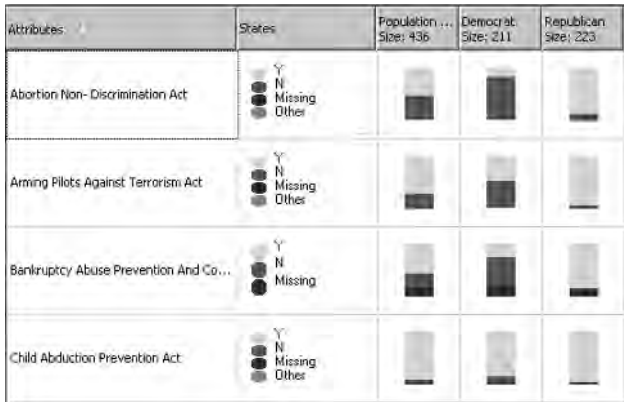 Attributes States Population ... Democrat Republican
Size: 436 Size: 211 Size: 223
Abortion Non- Discrimination Act
Y
N
Missing
Other
Arming Pilots Against Terrorism Act
Y
N
Missing
Other
Bankruptcy Abuse Prevention And Co...
Y
N
Missing
Child Abduction Prevention Act
Y
N
Missing
Other